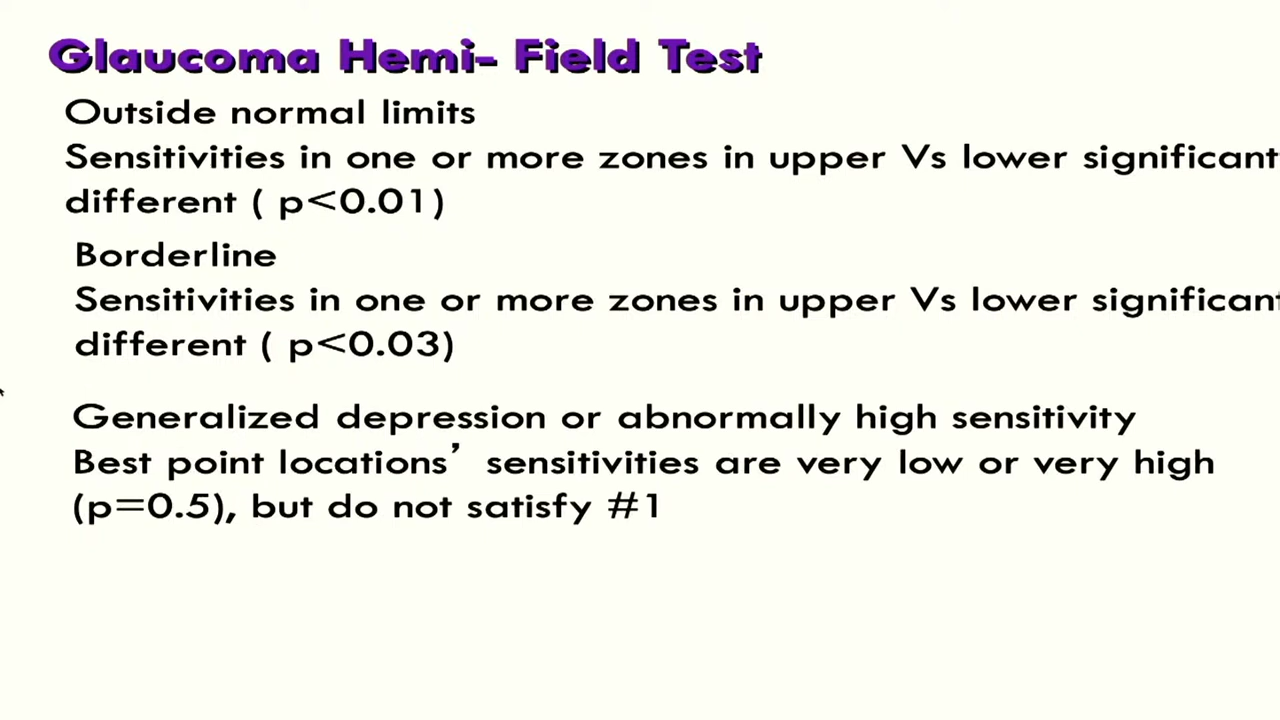 Glaucoma Hemi- Field Test
Outside normal limits
Sensitivities in one or more zones in upper Vs lower significant
different ( p<0.01)
Borderline
Sensitivities in one or more zones in upper Vs lower significant
different ( p<0.03)
Generalized depression or abnormally high sensitivity
Best point locations’ sensitivities are very low or very high
(p=0.5), but do not satisfy #1